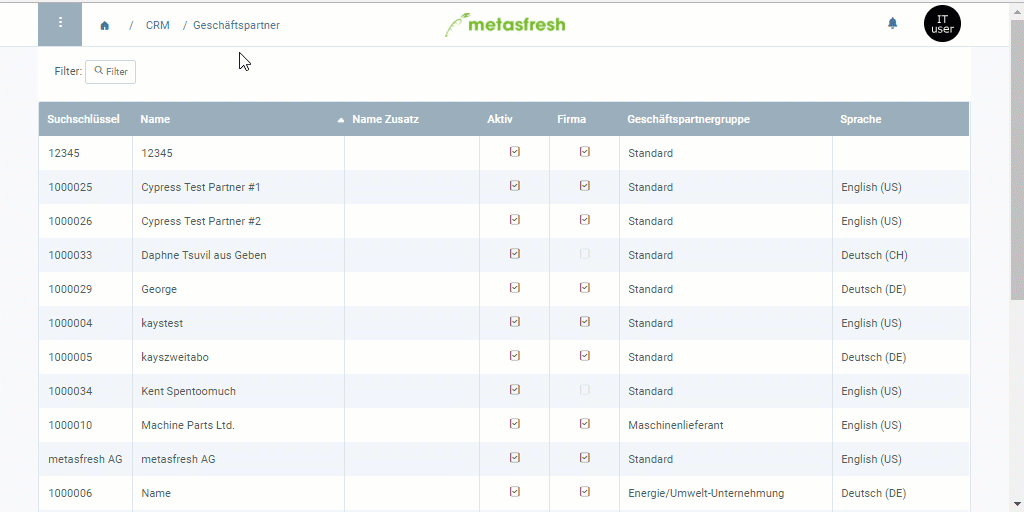 / CRM / Geschäftspartner metasfresh IT
user
Filter: Filter
Suchschlüssel Name Name Zusatz Aktiv Firma Geschäftspartnergruppe Sprache
12345 12345 Standard
1000025 Cypress Test Partner #1 Standard English (US)
1000026 Cypress Test Partner #2 Standard English (US)
1000033 Daphne Tsuvil aus Geben Standard Deutsch (CH)
1000029 George Standard Deutsch (DE)
1000004 kaystest Standard English (US)
1000005 kayszweitabo Standard Deutsch (DE)
1000034 Kent Spentoomuch Standard English (US)
1000010 Machine Parts Ltd. Maschinenlieferant English (US)
metasfresh AG metasfresh AG Standard English (US)
1000006 Name Energie/Umwelt-Unternehmung Deutsch (DE)